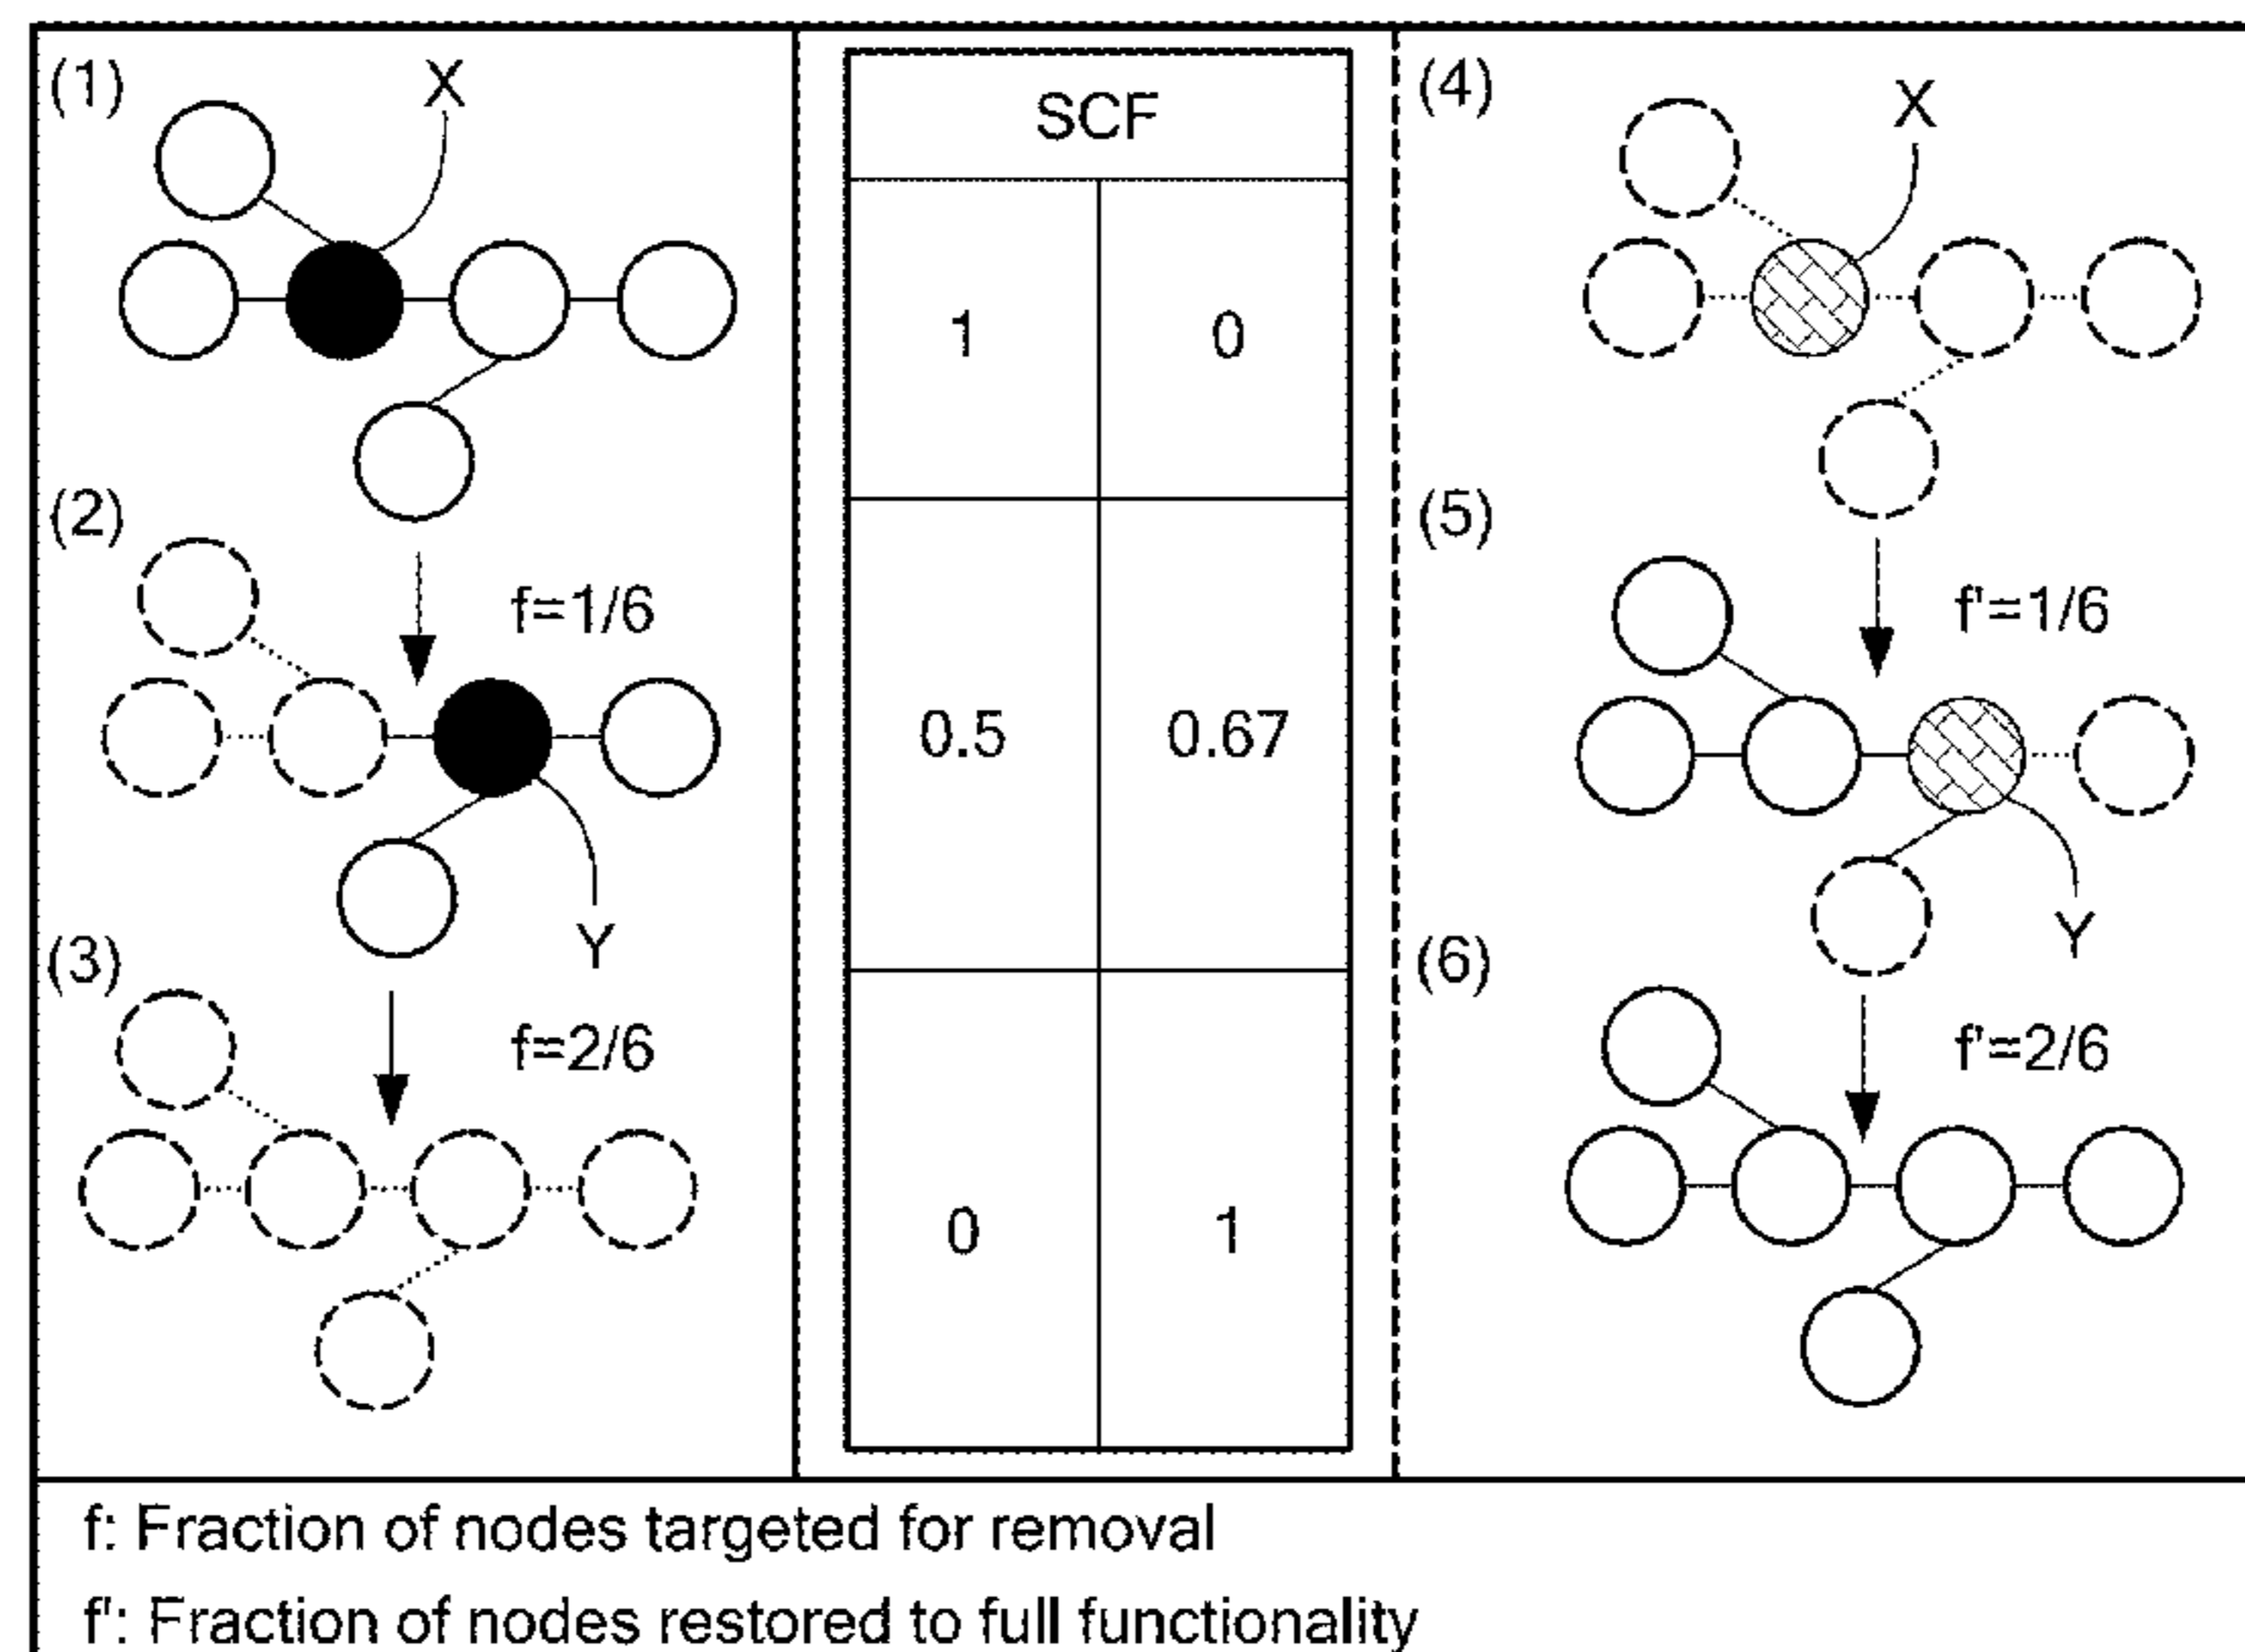 (1)
X
(2)
f=1/6
Y
(3)
f=2/6
SCF
1 0
0.5 0.67
0 1
(4)
X
(5)
f'=1/6
Y
(6)
f'=2/6
f: Fraction of nodes targeted for removal
f': Fraction of nodes restored to full functionality